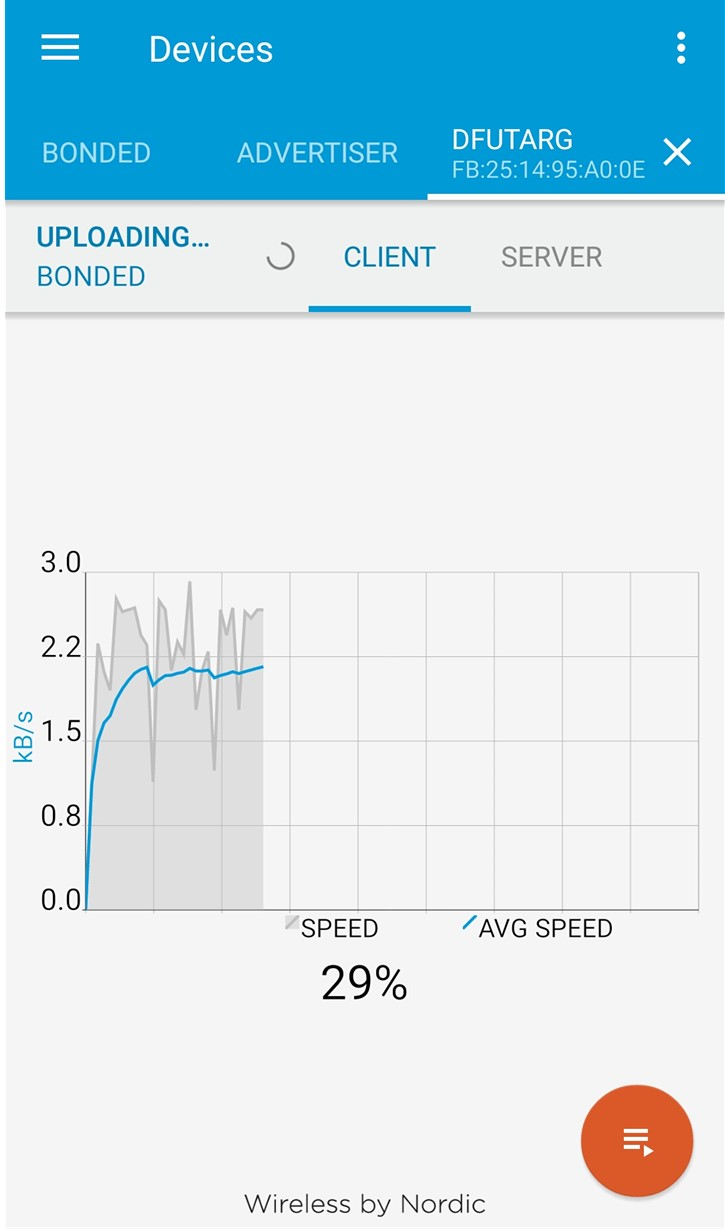 Devices
BONDED
ADVERTISER
DFUTARG
FB:25:14:95:A0:0E
UPLOADING...
BONDED
CLIENT
SERVER
3.0
2.2
1.5
0.8
0.0
kB/s
SPEED
AVG SPEED
29%
Wireless by Nordic